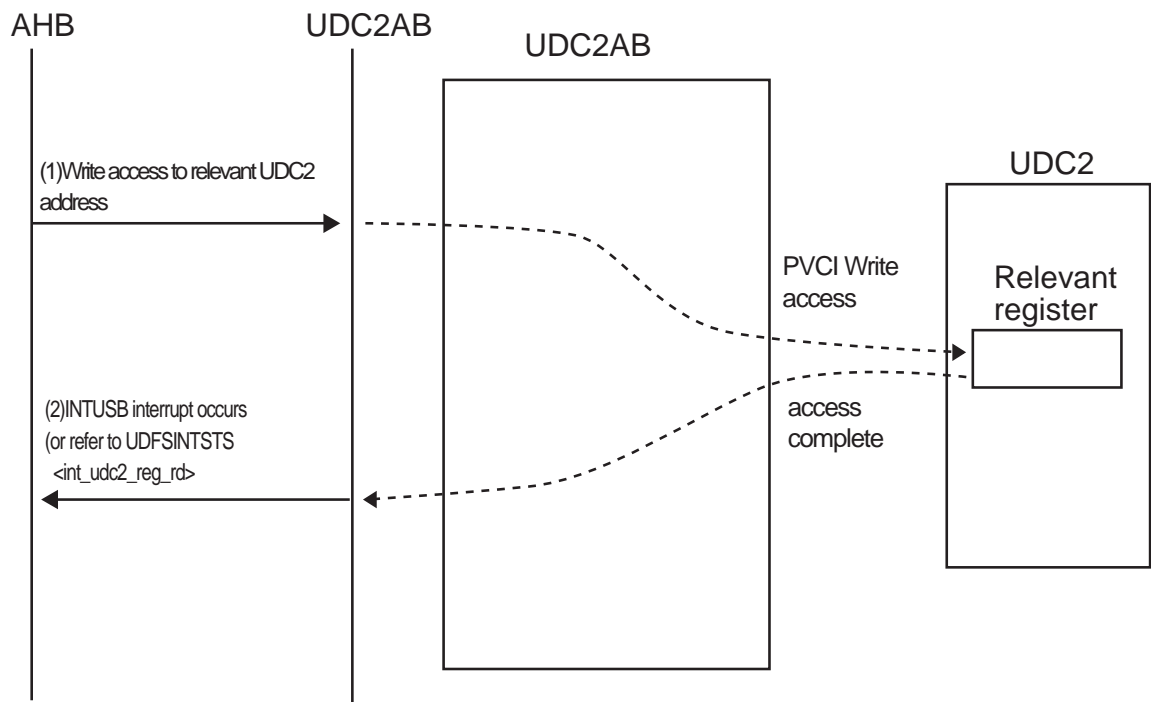 AHB
UDC2AB
UDC2AB
(1)Write access to relevant UDC2
address
UDC2
PVCI Write
access
Relevant
register
(2)INTUSB interrupt occurs
(or refer to UDFSINTSTS
<int_udc2_reg_rd>
access
complete